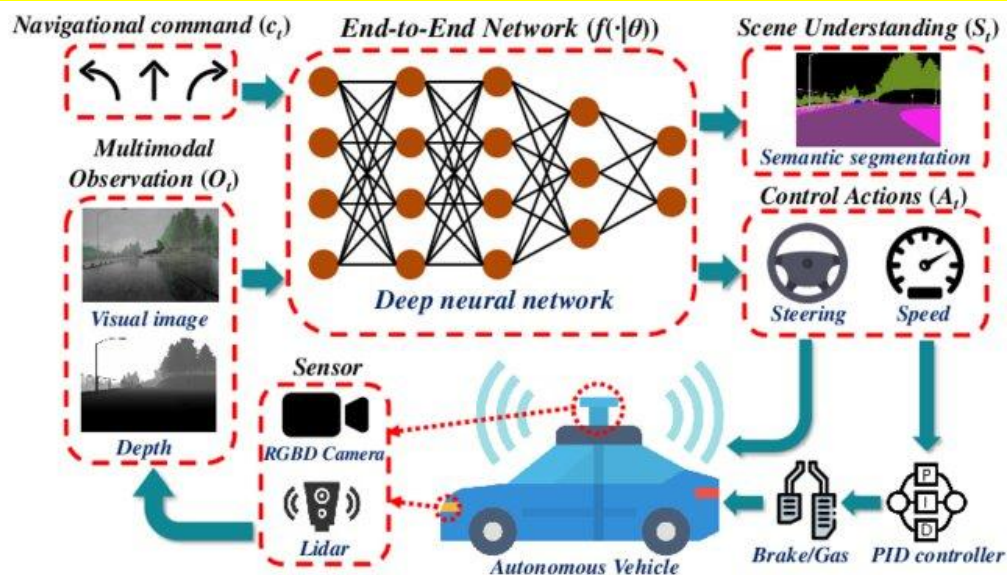 Navigational command (c_t)
End-to-End Network (f(·|θ))
Scene Understanding (S_t)
Multimodal
Observation (O_t)
Semantic segmentation
Control Actions (A_t)
Visual image
Deep neural network
Steering
Speed
Sensor
Depth
RGBD Camera
P
I
D
Lidar
Autonomous Vehicle
Brake/Gas
PID controller